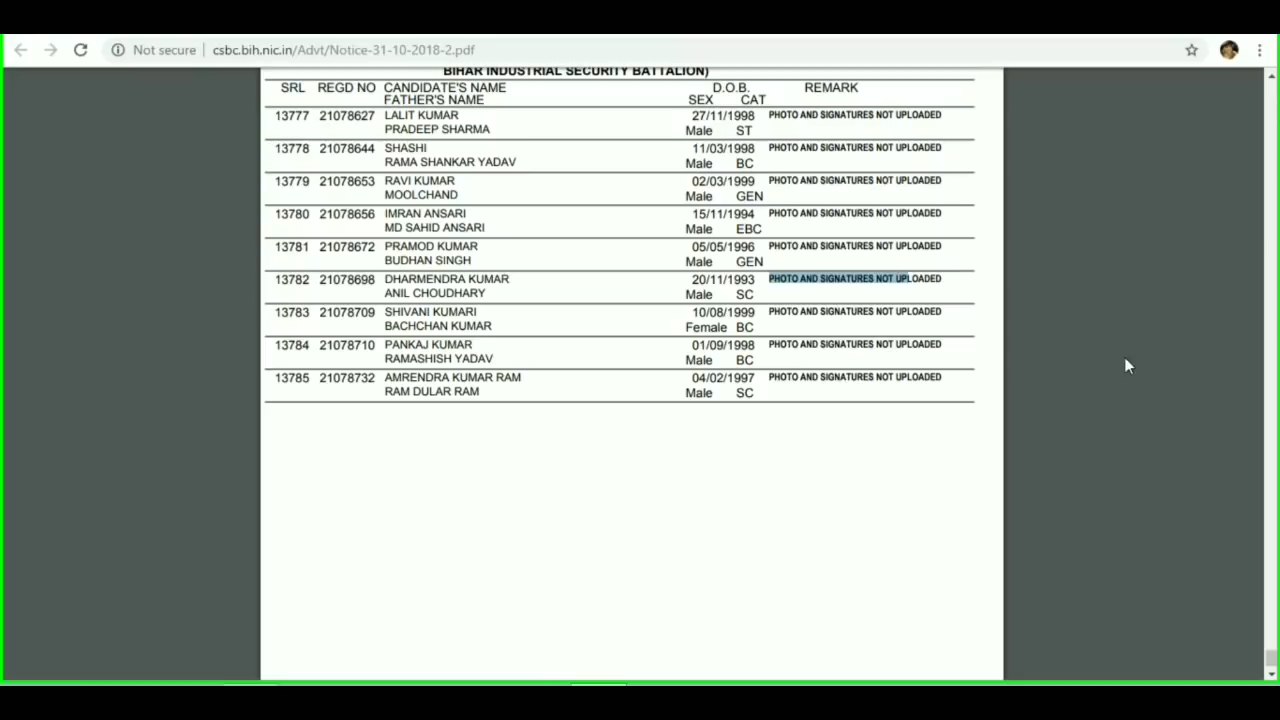 Not secure | csbc.bih.nic.in/Advt/Notice-31-10-2018-2.pdf
BIHAR INDUSTRIAL SECURITY BATTALION)
SRL REGD NO CANDIDATE'S NAME D.O.B. REMARK
FATHER'S NAME SEX CAT
13777 21078627 LALIT KUMAR 27/11/1998 PHOTO AND SIGNATURES NOT UPLOADED
PRADEEP SHARMA Male ST
13778 21078644 SHASHI 11/03/1998 PHOTO AND SIGNATURES NOT UPLOADED
RAMA SHANKAR YADAV Male BC
13779 21078653 RAVI KUMAR 02/03/1999 PHOTO AND SIGNATURES NOT UPLOADED
MOOLCHAND Male GEN
13780 21078656 IMRAN ANSARI 15/11/1994 PHOTO AND SIGNATURES NOT UPLOADED
MD SAHID ANSARI Male EBC
13781 21078672 PRAMOD KUMAR 05/05/1996 PHOTO AND SIGNATURES NOT UPLOADED
BUDHAN SINGH Male GEN
13782 21078698 DHARMENDRA KUMAR 20/11/1993 PHOTO AND SIGNATURES NOT UPLOADED
ANIL CHOUDHARY Male SC
13783 21078709 SHIVANI KUMARI 10/08/1999 PHOTO AND SIGNATURES NOT UPLOADED
BACHCHAN KUMAR Female BC
13784 21078710 PANKAJ KUMAR 01/09/1998 PHOTO AND SIGNATURES NOT UPLOADED
RAMASHISH YADAV Male BC
13785 21078732 AMRENDRA KUMAR RAM 04/02/1997 PHOTO AND SIGNATURES NOT UPLOADED
RAM DULAR RAM Male SC